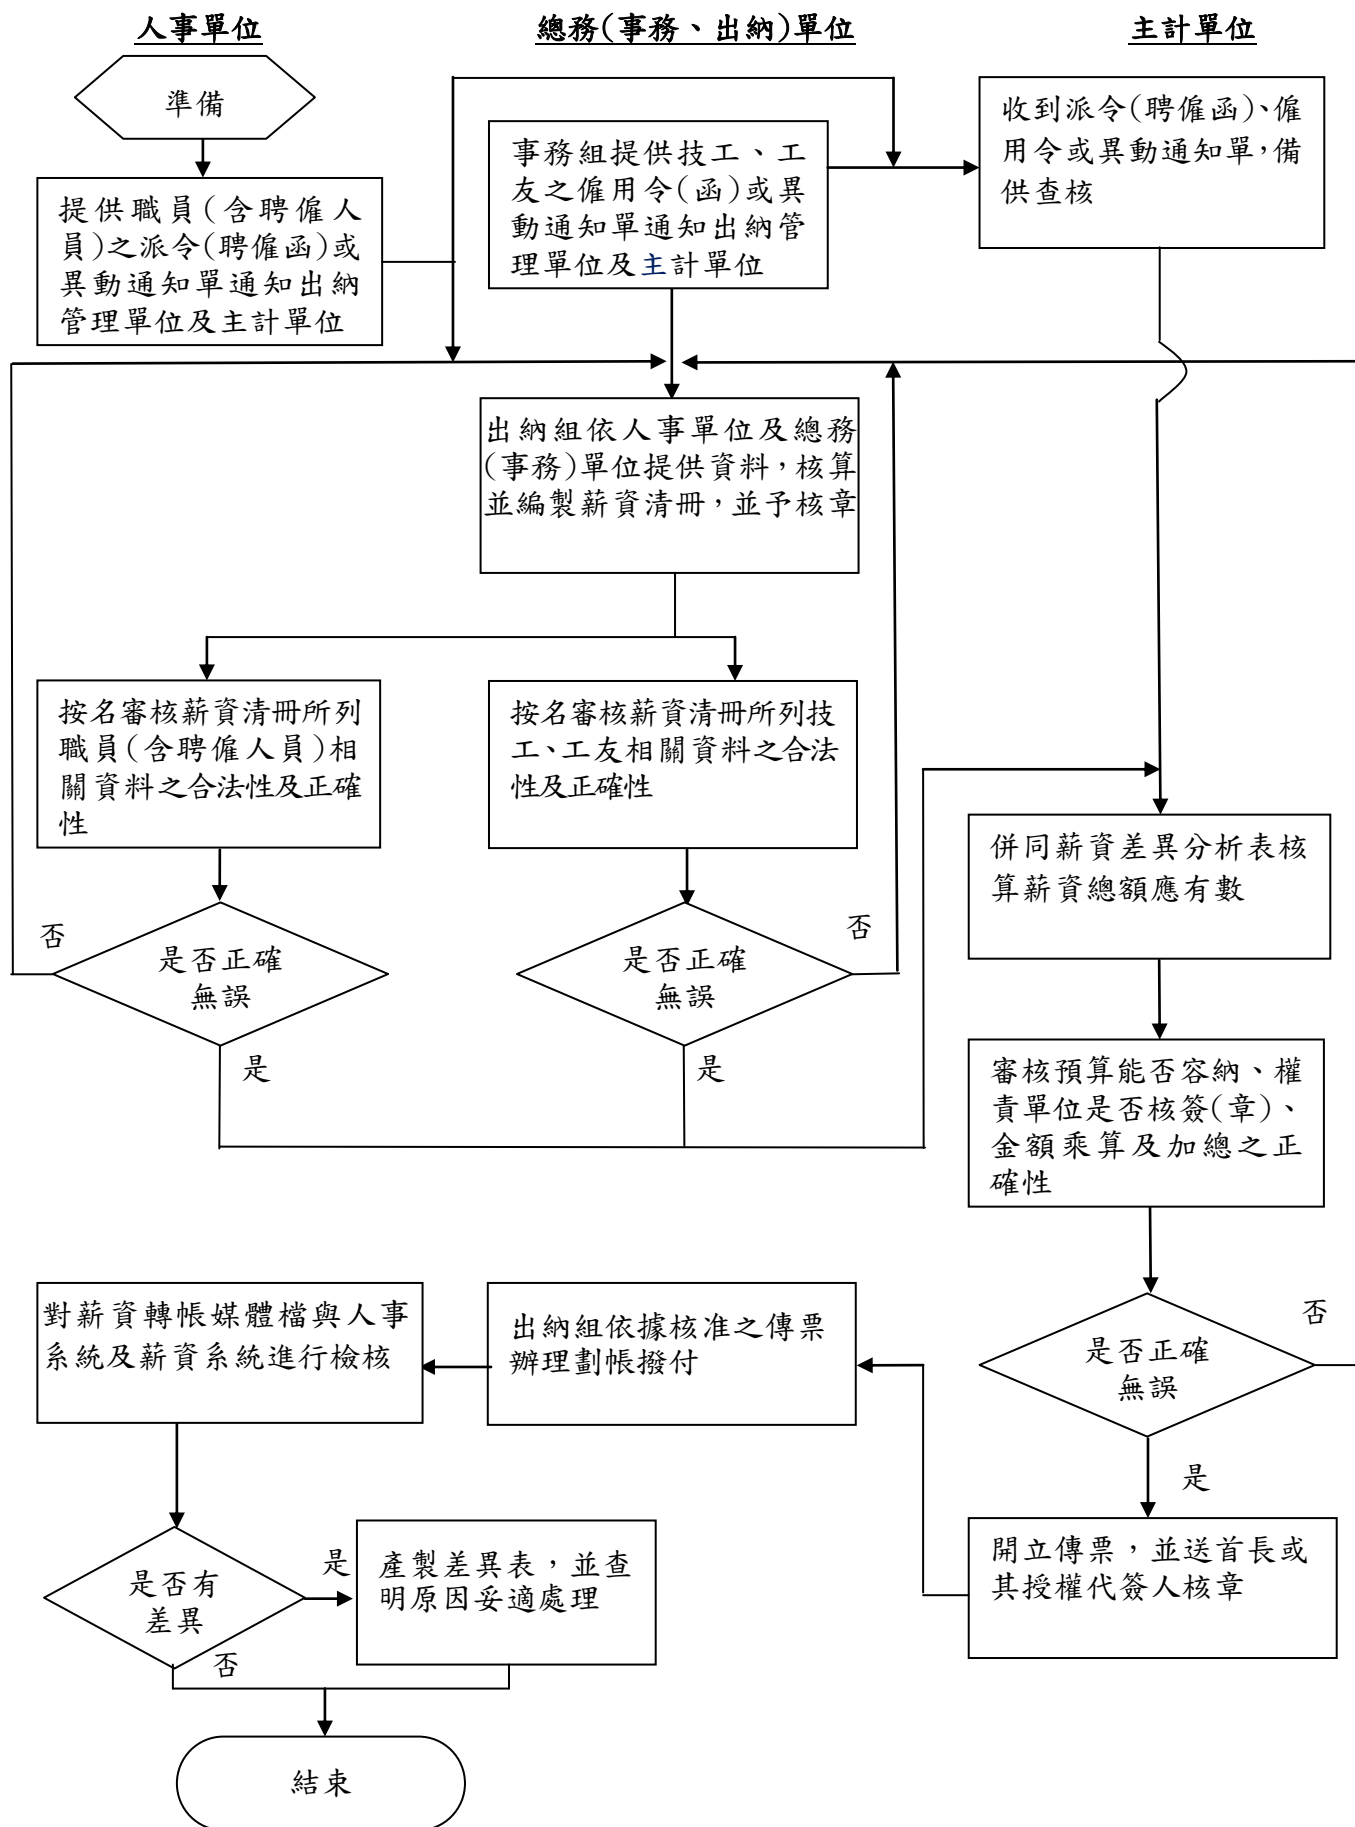 人事單位
總務(事務、出納)單位
主計單位
準備
提供職員(含聘僱人
員)之派令(聘僱函)或
異動通知單通知出納
管理單位及主計單位
事務組提供技工、工
友之僱用令(函)或異
動通知單通知出納管
理單位及主計單位
收到派令(聘僱函)、僱
用令或異動通知單,備
供查核
出納組依人事單位及總務
(事務)單位提供資料,核算
並編製薪資清冊,並予核章
按名審核薪資清冊所列
職員(含聘僱人員)相
關資料之合法性及正確
性
按名審核薪資清冊所列技
工、工友相關資料之合法
性及正確性
併同薪資差異分析表核
算薪資總額應有數
否
是否正確
無誤
是
是否正確
無誤
否
是
審核預算能否容納、權
責單位是否核簽(章)、
金額乘算及加總之正
確性
對薪資轉帳媒體檔與人事
系統及薪資系統進行檢核
出納組依據核准之傳票
辦理劃帳撥付
是否正確
無誤
否
是
是否有
差異
是
否
產製差異表,並查
明原因妥適處理
開立傳票,並送首長或
其授權代簽人核章
結束